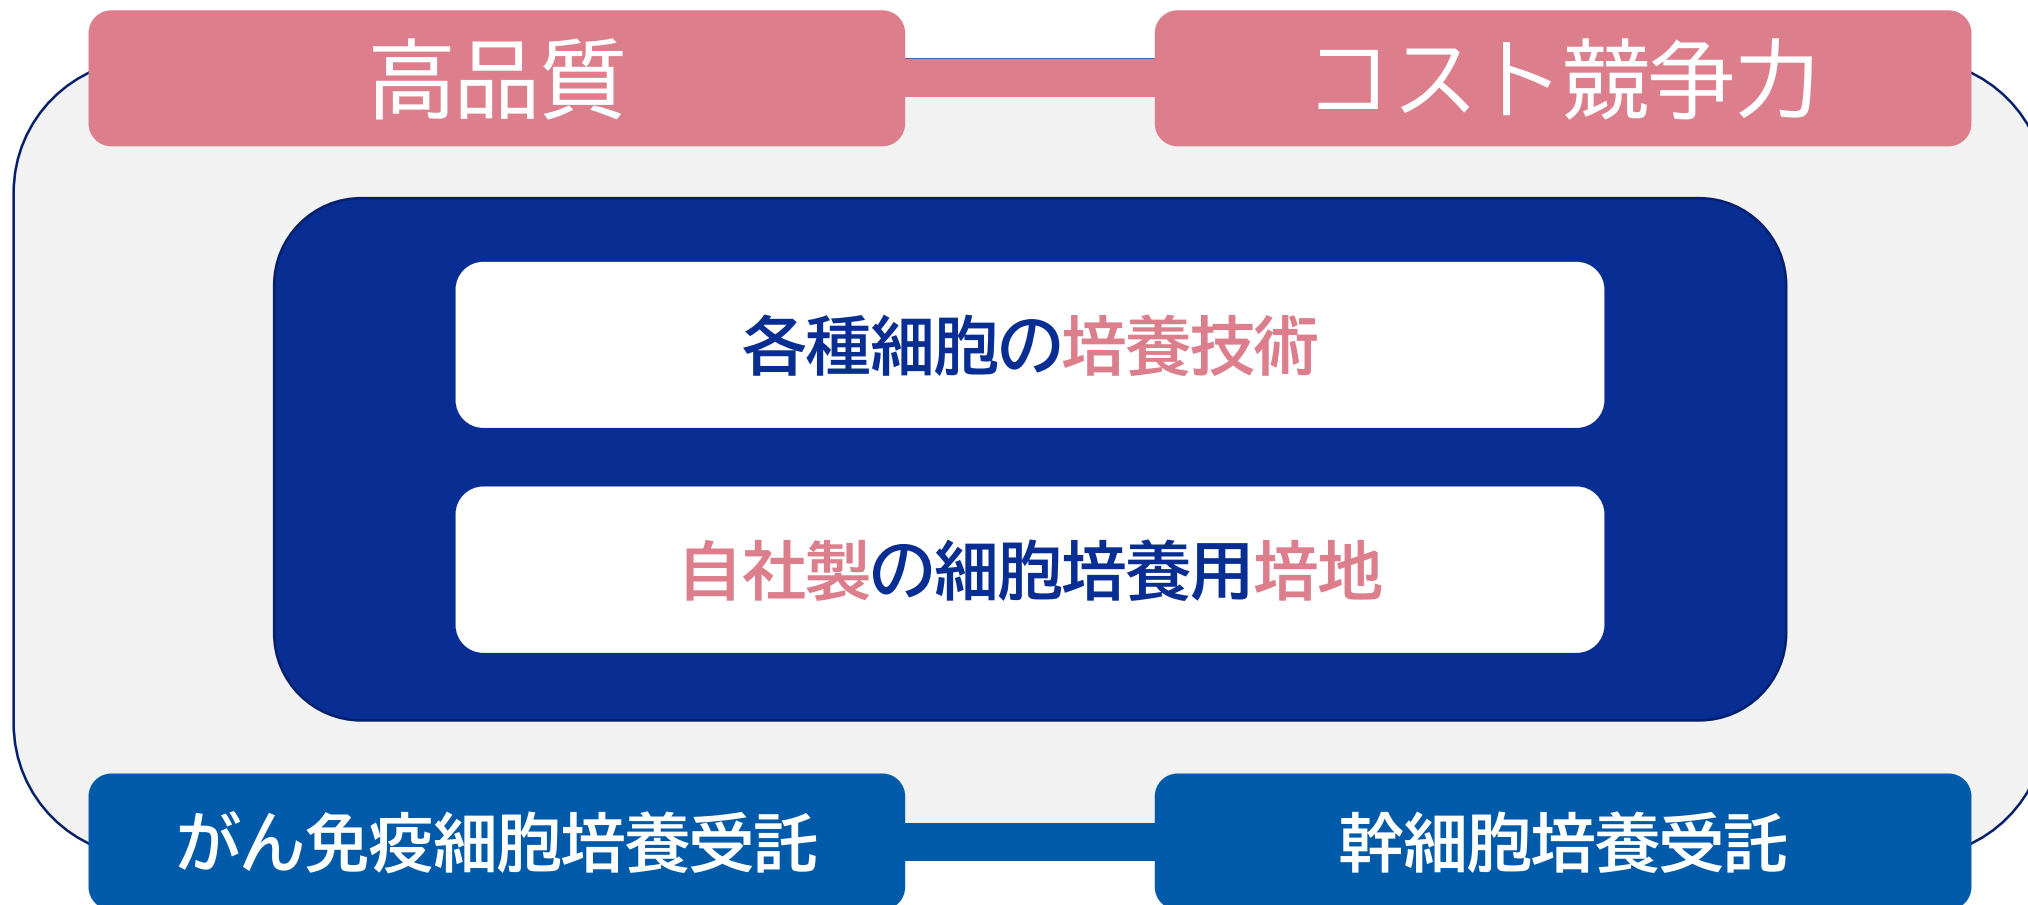 高品質
コスト競争力
各種細胞の培養技術
自社製の細胞培養用培地
がん免疫細胞培養受託
幹細胞培養受託